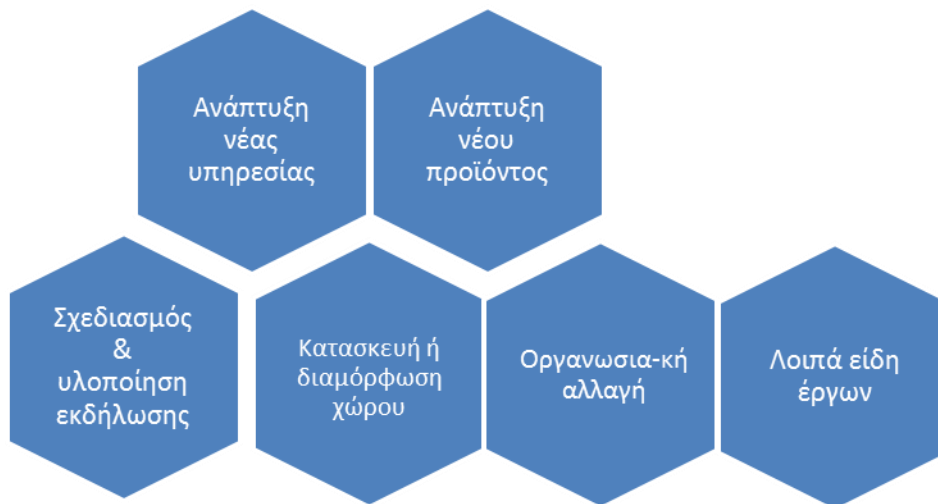 Ανάπτυξη
νέας
υπηρεσίας
Ανάπτυξη
νέου
προϊόντος
Σχεδιασμός
&
υλοποίηση
εκδήλωσης
Κατασκευή ή
διαμόρφωση
χώρου
Οργανωσια-κή
αλλαγή
Λοιπά είδη
έργων